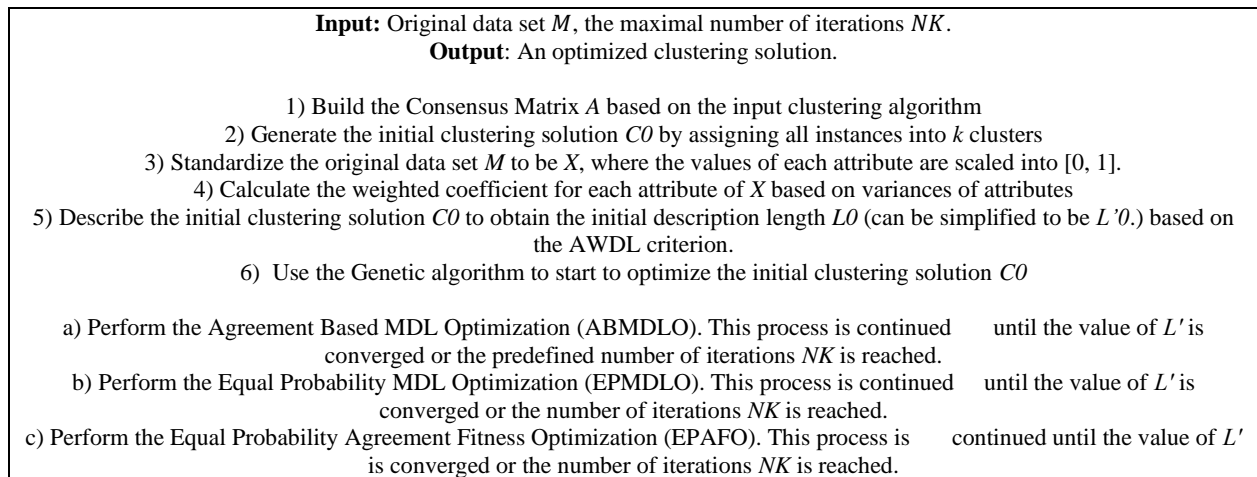 Input: Original data set M, the maximal number of iterations NK.
Output: An optimized clustering solution.
1) Build the Consensus Matrix A based on the input clustering algorithm
2) Generate the initial clustering solution C0 by assigning all instances into k clusters
3) Standardize the original data set M to be X, where the values of each attribute are scaled into [0, 1].
4) Calculate the weighted coefficient for each attribute of X based on variances of attributes
5) Describe the initial clustering solution C0 to obtain the initial description length L0 (can be simplified to be L'0.) based on
the AWDL criterion.
6) Use the Genetic algorithm to start to optimize the initial clustering solution C0
a) Perform the Agreement Based MDL Optimization (ABMDLO). This process is continued until the value of L' is
converged or the predefined number of iterations NK is reached.
b) Perform the Equal Probability MDL Optimization (EPMDLO). This process is continued until the value of L' is
converged or the number of iterations NK is reached.
c) Perform the Equal Probability Agreement Fitness Optimization (EPAFO). This process is continued until the value of L'
is converged or the number of iterations NK is reached.